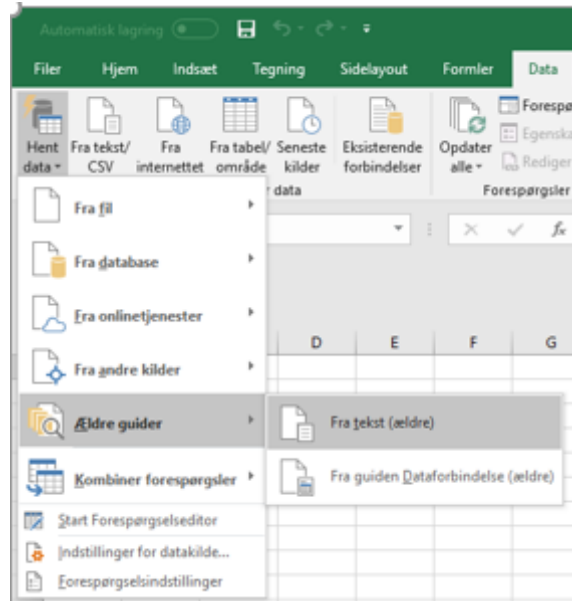 Automatisk lagring
Filer Hjem Indsæt Tegning Sidelayout Formler Data
Hent data Fra tekst/ CSV Fra internettet Fra tabel/ område Seneste kilder Eksisterende forbindelser Opdater alle
Egenska
Rediger
data
Forespørgsler
Fra fil
Fra database
Fra onlinetjenester
Fra andre kilder
Ældre guider
Kombiner forespørgsler
Start Forespørgselseditor
Indstillinger for datakilde...
Forespørgselsindstillinger
Fra tekst (ældre)
Fra guiden Dataforbindelse (ældre)
fx
D E F G